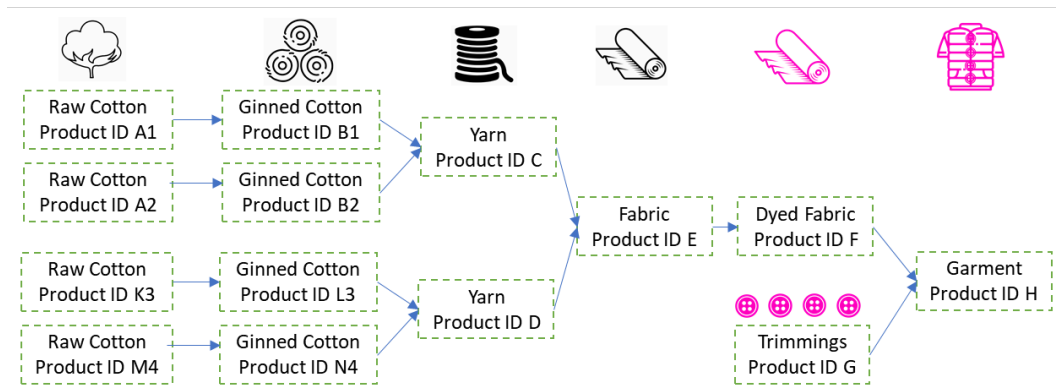 Raw Cotton
Product ID A1
Ginned Cotton
Product ID B1
Yarn
Product ID C
Raw Cotton
Product ID A2
Ginned Cotton
Product ID B2
Fabric
Product ID E
Dyed Fabric
Product ID F
Raw Cotton
Product ID K3
Ginned Cotton
Product ID L3
Yarn
Product ID D
Garment
Product ID H
Raw Cotton
Product ID M4
Ginned Cotton
Product ID N4
Trimmings
Product ID G